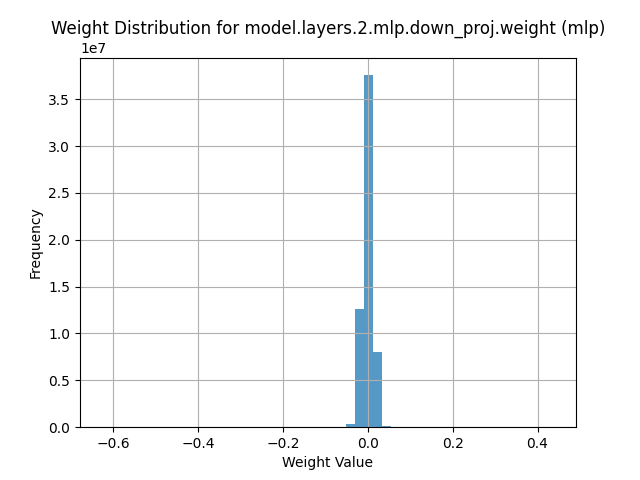 Weight Distribution for model.layers.2.mlp.down_proj.weight (mlp)
1e7
3.5
3.0
2.5
2.0
1.5
1.0
0.5
0.0
Frequency
−0.6 −0.4 −0.2 0.0 0.2 0.4
Weight Value